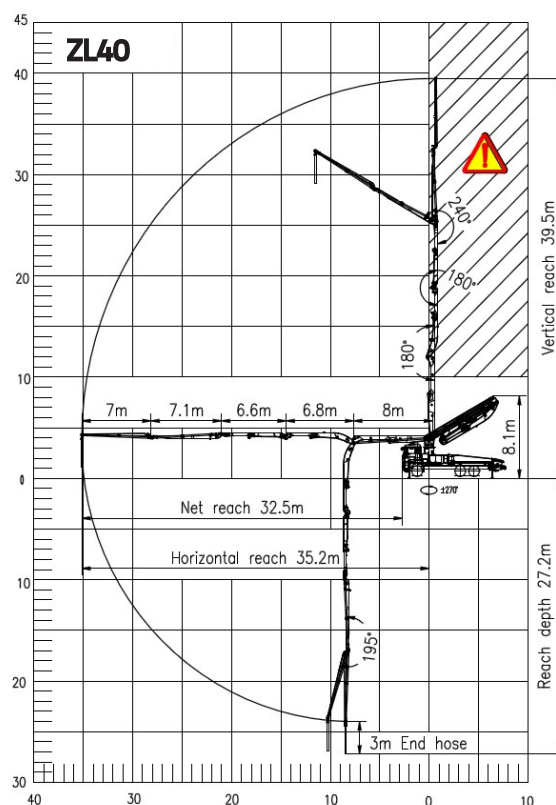 ZL40
45
40
30
20
10
0
10
20
30
40
30
20
10
0
10
240°
180°
180°
Vertical reach 39.5m
7m
7.1m
6.6m
6.8m
8m
8.1m
±270°
Net reach 32.5m
Horizontal reach 35.2m
195°
3m End hose
Reach depth 27.2m